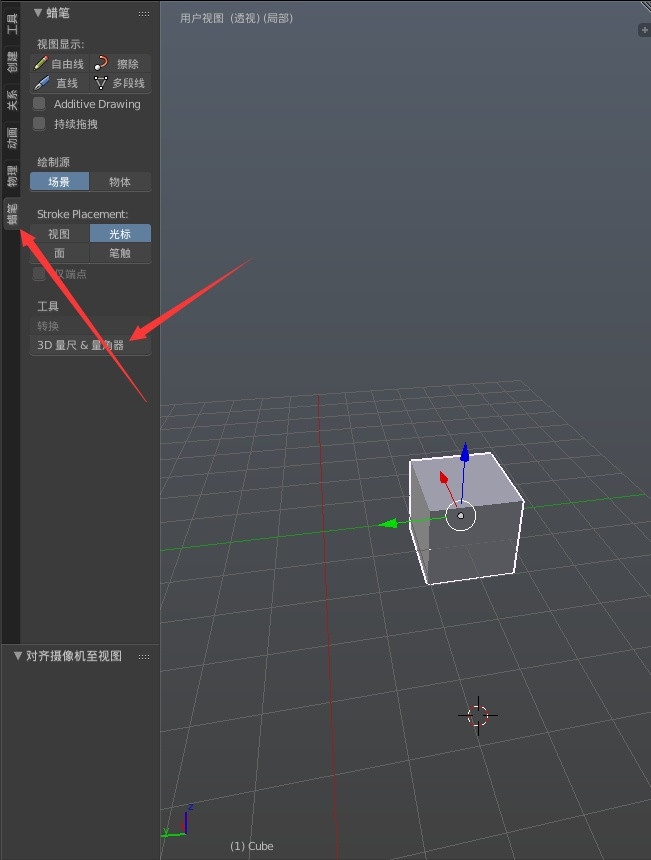 工具
创建
关系
动画
物理
蜡笔
▼蜡笔
视图显示:
自由线 擦除
直线 多段线
Additive Drawing
持续拖拽
绘制源
场景 物体
Stroke Placement:
视图 光标
面 笔触
仅端点
工具
转换
3D 量尺 & 量角器
▼对齐摄像机至视图
用户视图 (透视) (局部)
z
y
(1) Cube